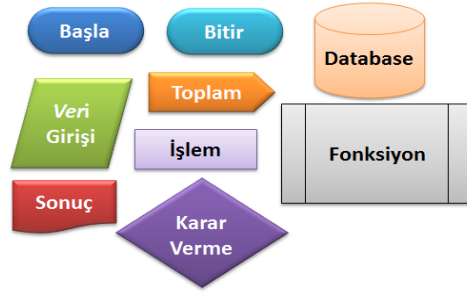 Başla
Bitir
Database
Veri
Girişi
Toplam
İşlem
Fonksiyon
Sonuç
Karar
Verme